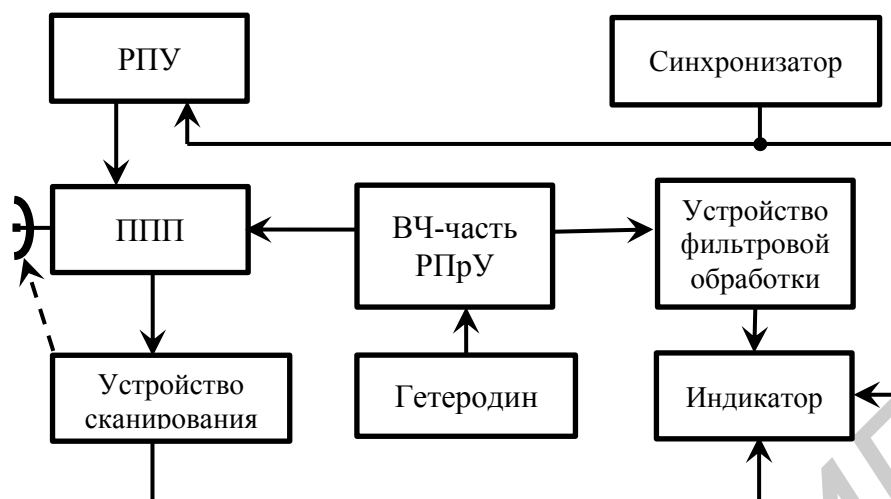 РПУ
Синхронизатор
ППП
ВЧ-часть
РПрУ
Устройство
фильтровой
обработки
Устройство
сканирования
Гетеродин
Индикатор